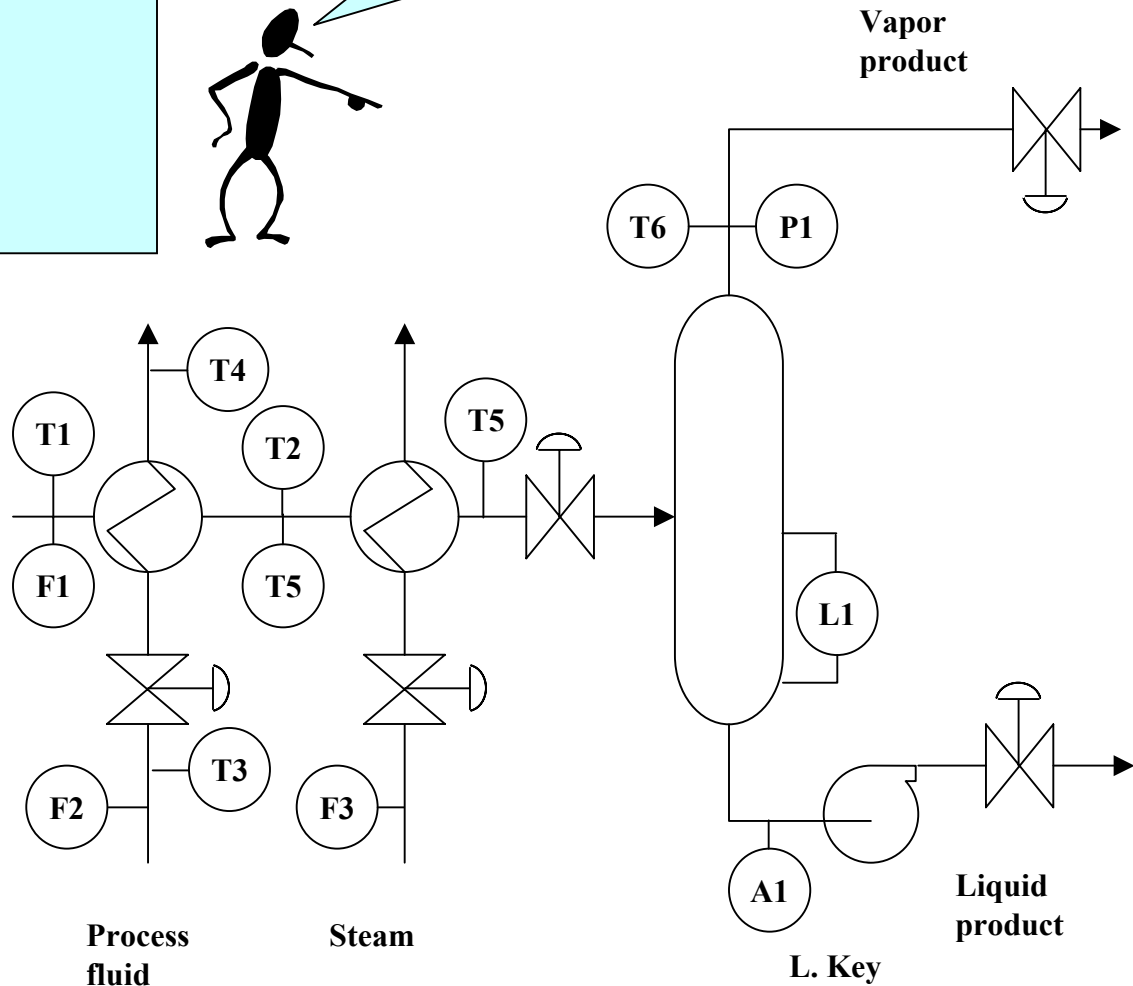 Vapor
product
T6
P1
T4
T1
T2
T5
F1
T5
L1
T3
F2
F3
A1
Liquid
product
Process
fluid
Steam
L. Key